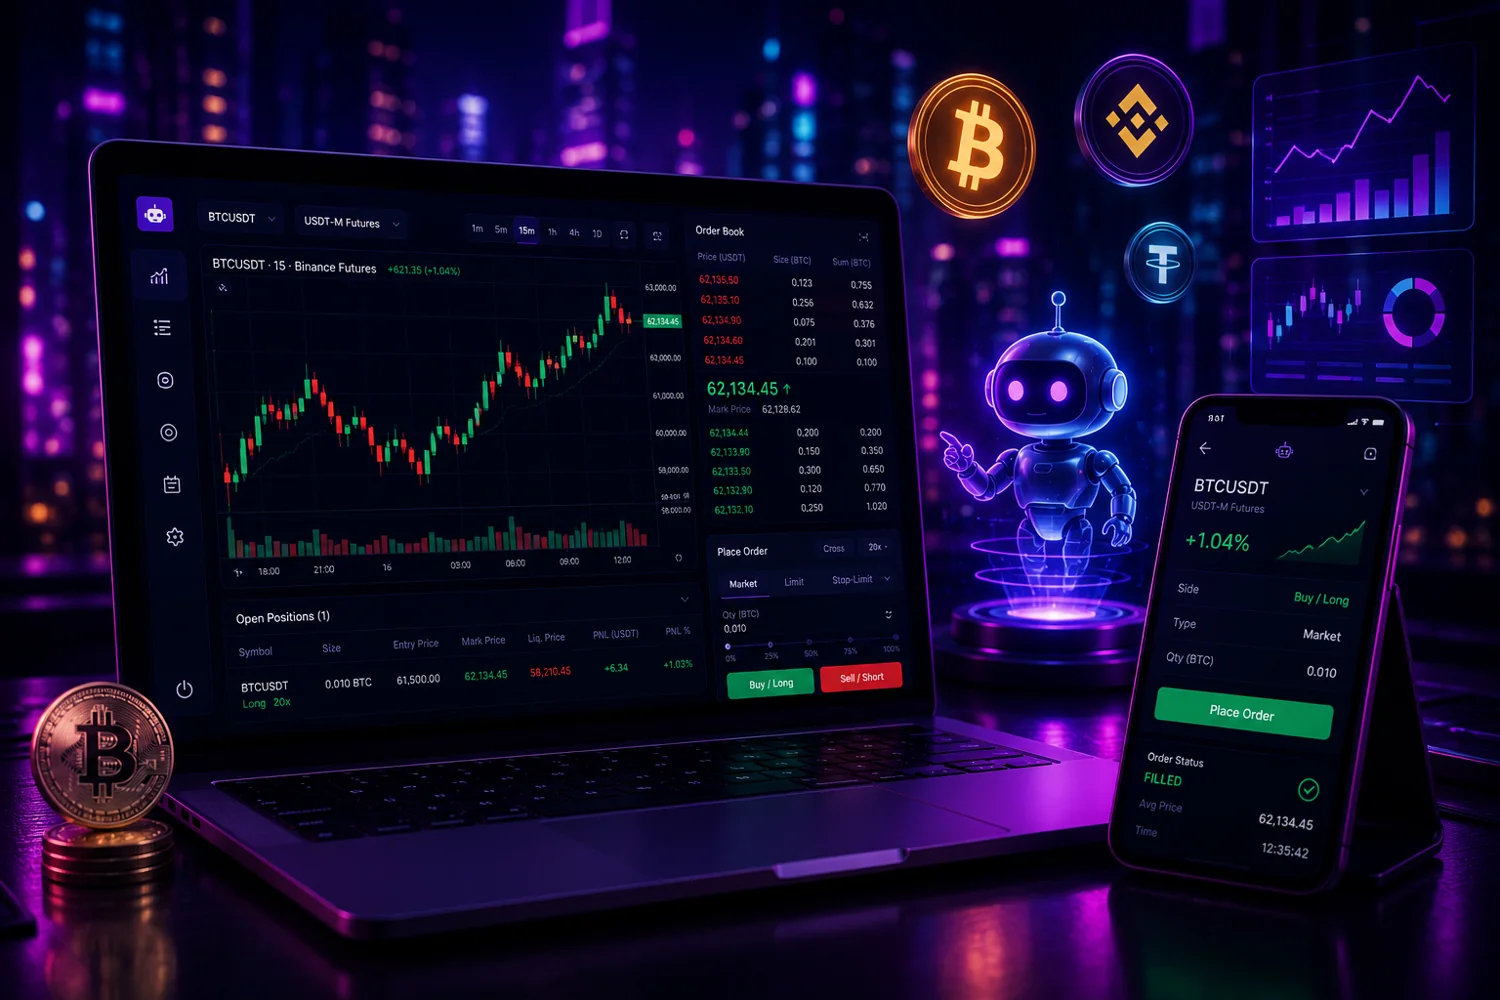 BTCUSDT
USDT-M Futures
1m 5m 15m 1h 4h 1D
BTCUSDT · 15 · Binance Futures +621.35 (+1.04%)
63,000.00
62,134.45
62,000.00
61,000.00
60,000.00
59,000.00
58,000.00
18:00 21:00 16 03:00 06:00 09:00 12:00
Open Positions (1)
Symbol Size Entry Price Mark Price Liq. Price PNL (USDT) PNL %
BTCUSDT 0.010 BTC 61,500.00 62,134.45 58,210.45 +6.34 +1.03%
Long 20x
Order Book
Price (USDT) Size (BTC) Sum (BTC)
62,135.50 0.123 0.755
62,135.10 0.256 0.632
62,134.90 0.075 0.376
62,134.60 0.201 0.301
62,134.45 0.100 0.100
62,134.45 ↑
Mark Price 62,128.62
62,134.44 0.200 0.200
62,133.90 0.150 0.350
62,133.50 0.300 0.650
62,132.90 0.120 0.770
62,132.10 0.250 1.020
Place Order Cross 20x
Market Limit Stop-Limit
Qty (BTC)
0.010
0% 25% 50% 75% 100%
Buy / Long Sell / Short
BTCUSDT
USDT-M Futures
+1.04%
Side Buy / Long
Type Market
Qty (BTC) 0.010
Place Order
Order Status
FILLED
Avg Price 62,134.45
Time 12:35:42